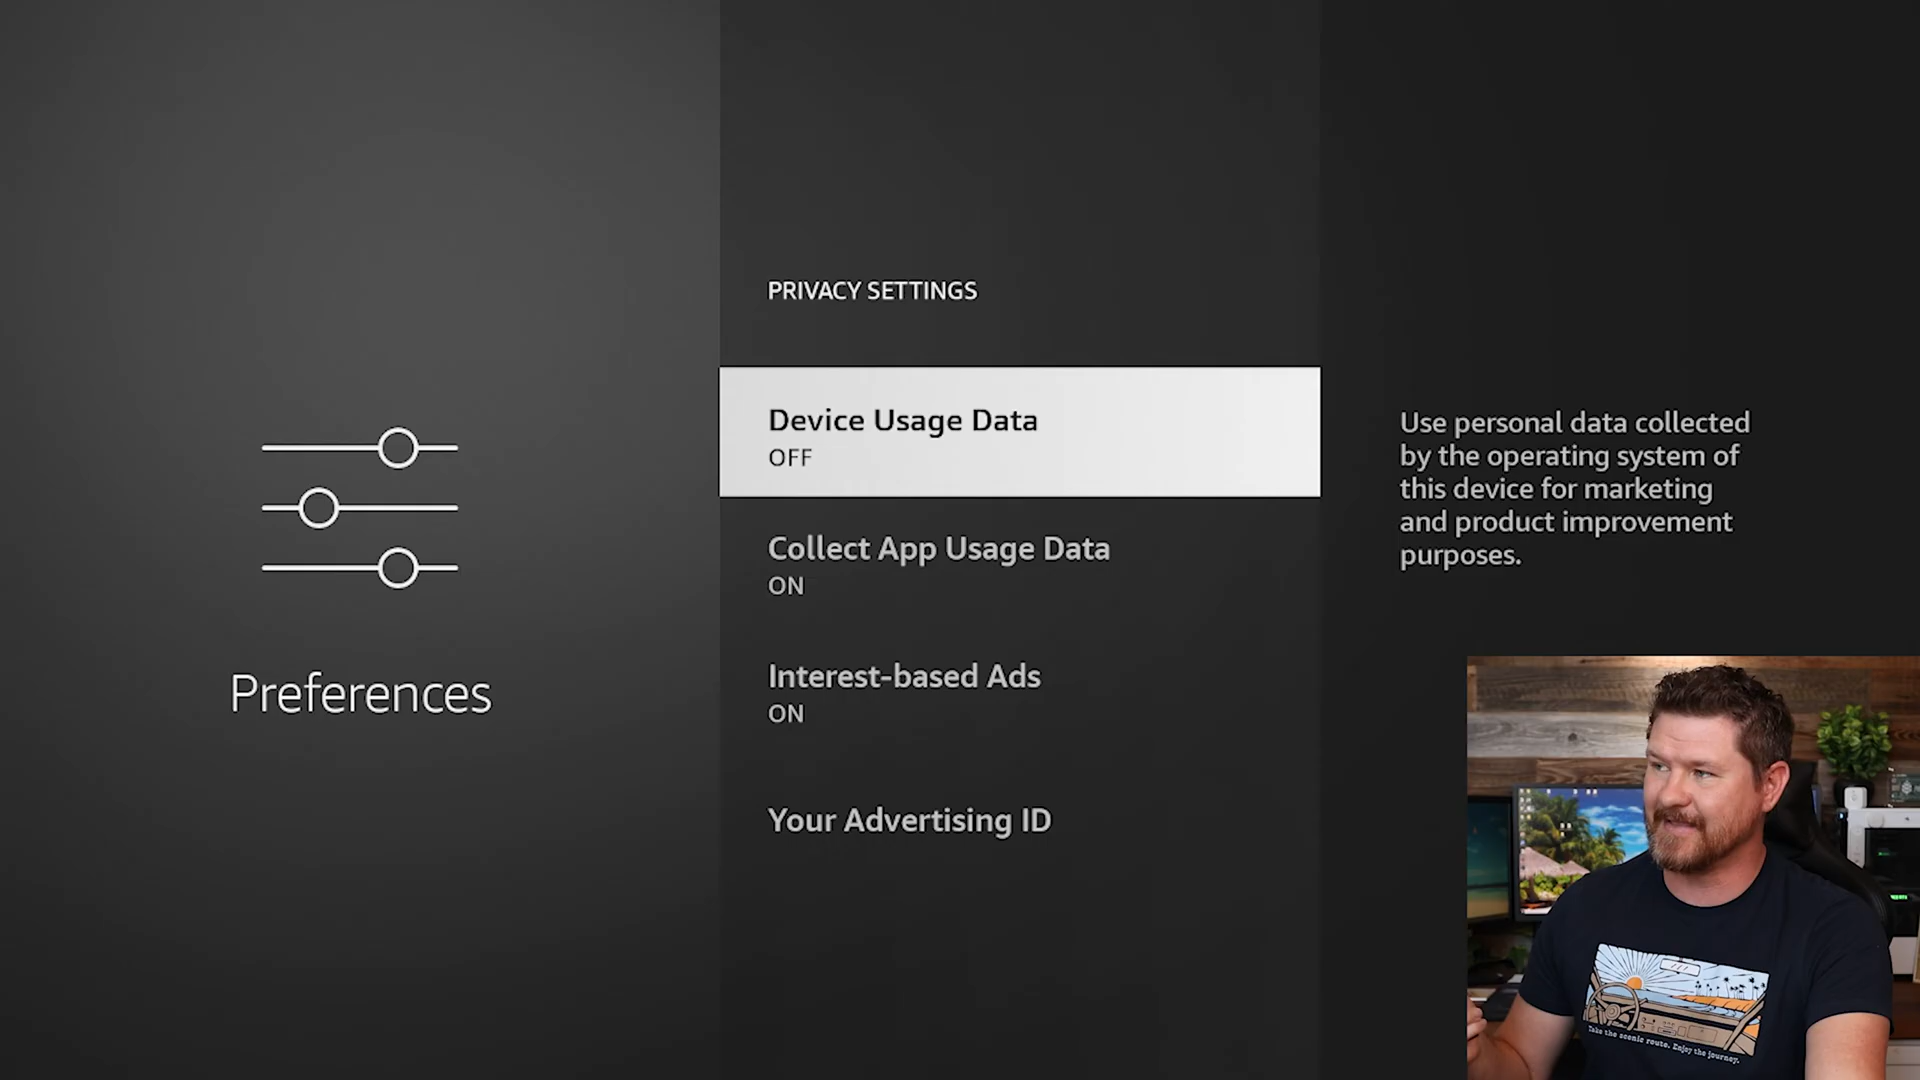 PRIVACY SETTINGS
Device Usage Data
OFF
Collect App Usage Data
ON
Interest-based Ads
ON
Your Advertising ID
Preferences
Use personal data collected
by the operating system of
this device for marketing
and product improvement
purposes.
Take the scenic route. Enjoy the journey.